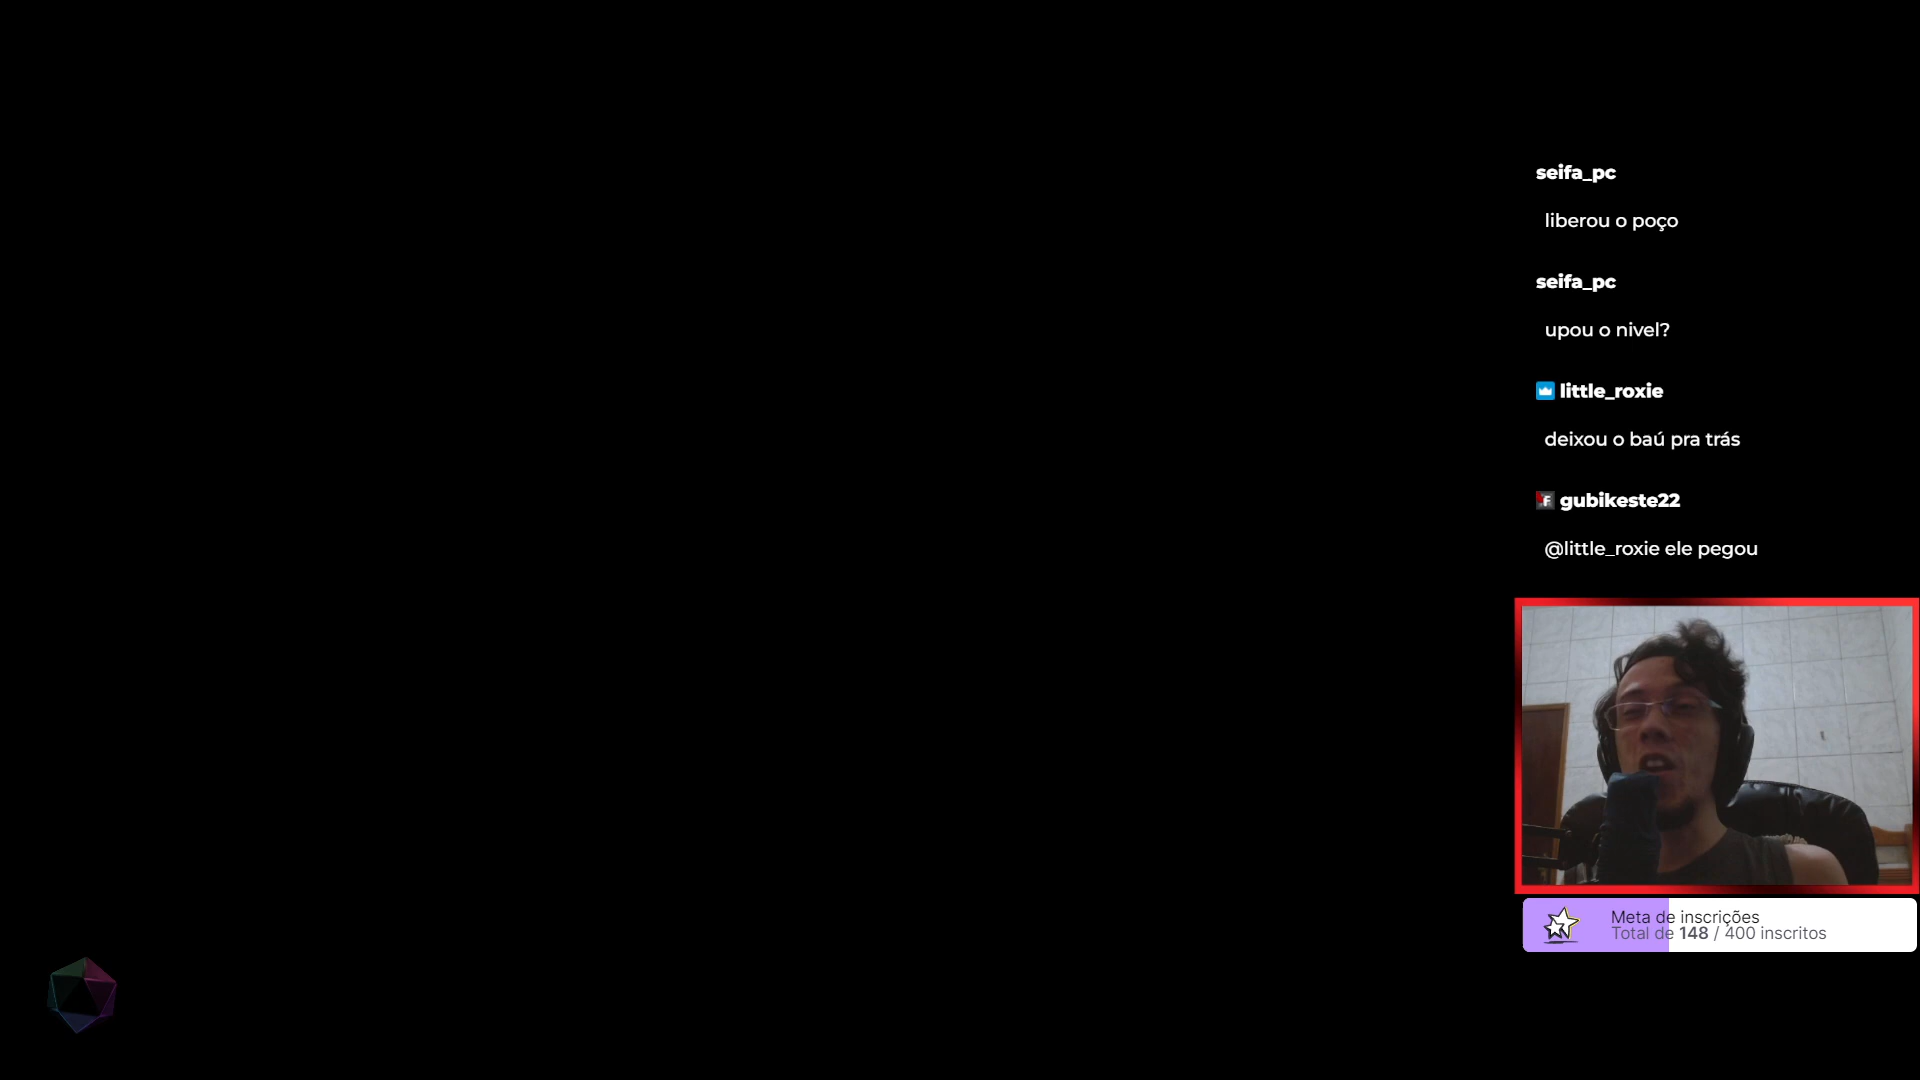 seifa_pc
liberou o poço
seifa_pc
upou o nivel?
little_roxie
deixou o baú pra trás
gubikeste22
@little_roxie ele pegou
Meta de inscrições
Total de 148 / 400 inscritos